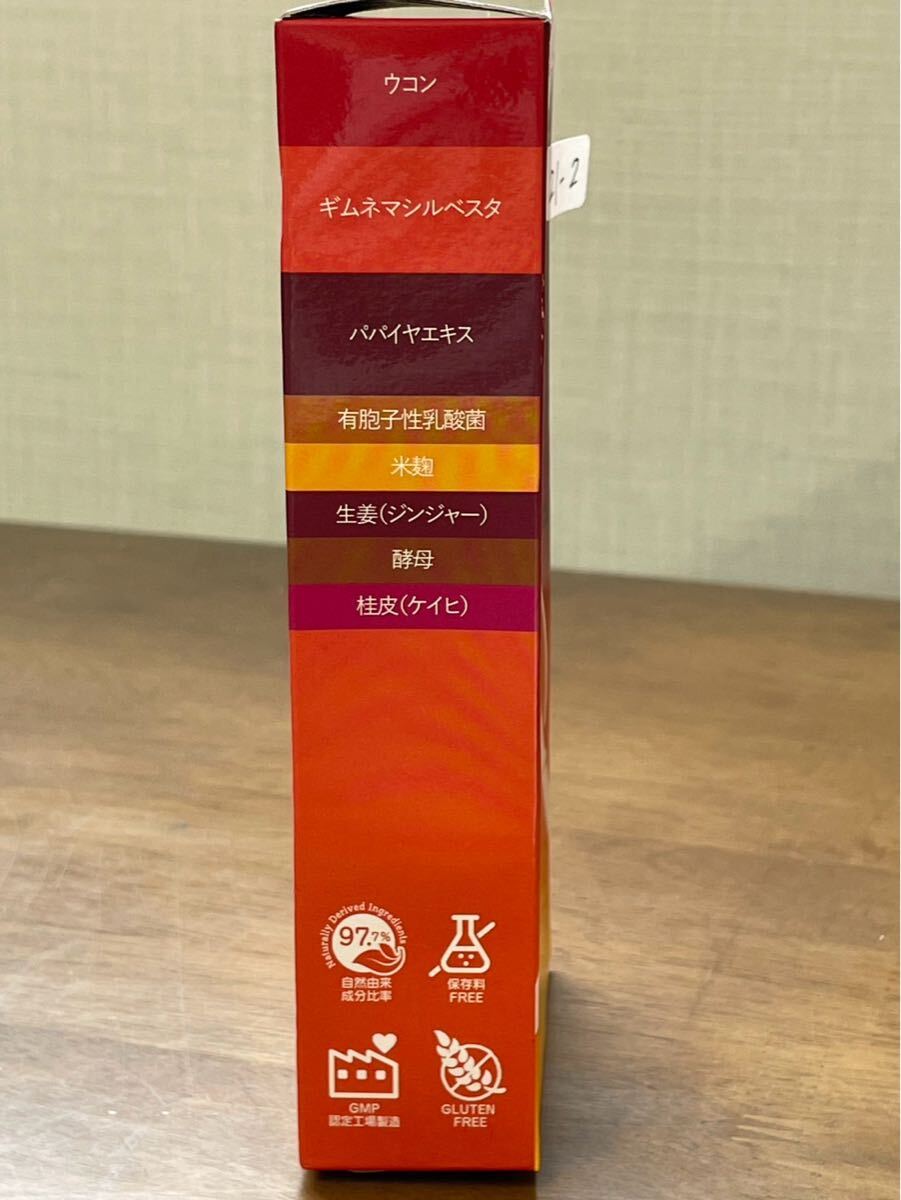 ウコン
ギムネマシルベスタ
パパイヤエキス
有胞子性乳酸菌
米麹
生姜(ジンジャー)
酵母
桂皮(ケイヒ)
Naturally Derived Ingredients
97.7%
自然由来
成分比率
保存料
FREE
GMP
認定工場製造
GLUTEN
FREE